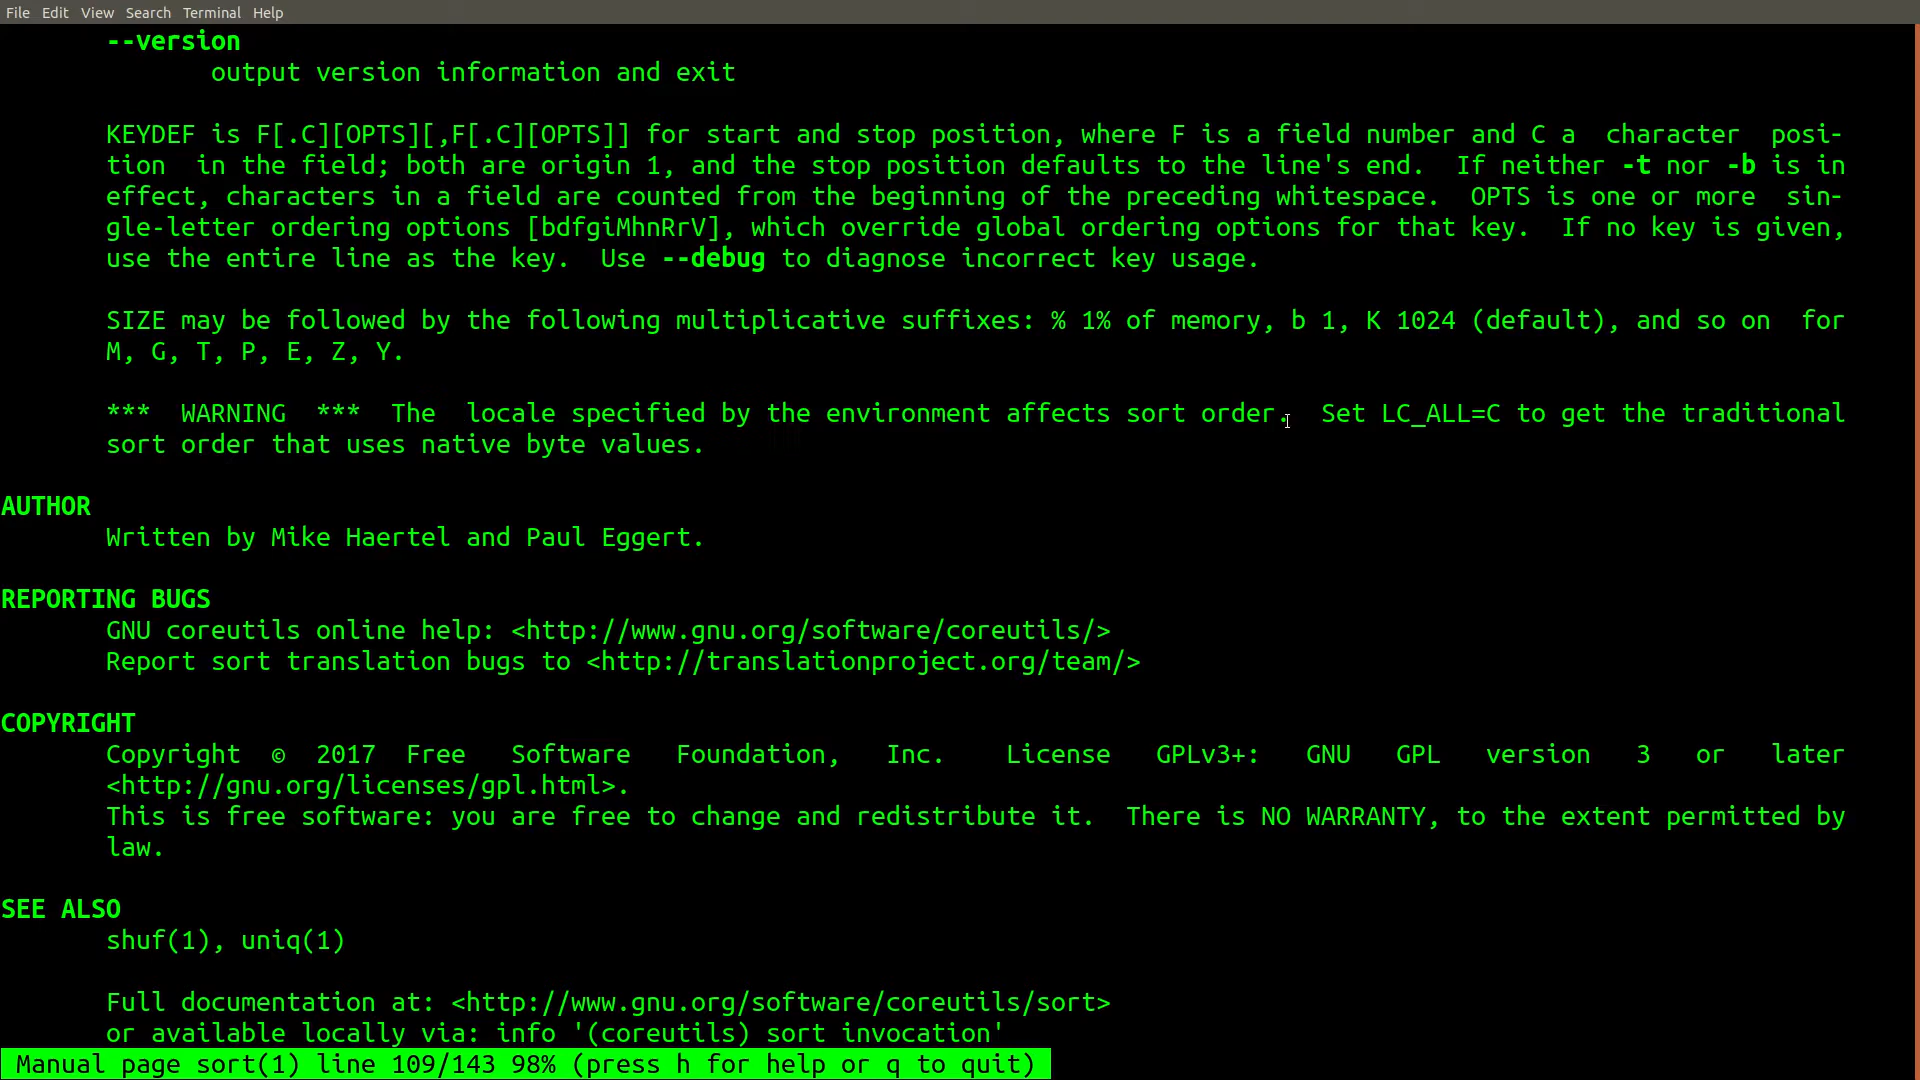 File Edit View Search Terminal Help
--version
output version information and exit
KEYDEF is F[.C][OPTS][,F[.C][OPTS]] for start and stop position, where F is a field number and C a  character  posi-
tion  in the field; both are origin 1, and the stop position defaults to the line's end.  If neither -t nor -b is in
effect, characters in a field are counted from the beginning of the preceding whitespace.  OPTS is one or more  sin-
gle-letter ordering options [bdfgiMhnRrV], which override global ordering options for that key.  If no key is given,
use the entire line as the key.  Use --debug to diagnose incorrect key usage.
SIZE may be followed by the following multiplicative suffixes: % 1% of memory, b 1, K 1024 (default), and so on  for
M, G, T, P, E, Z, Y.
***  WARNING  ***  The  locale specified by the environment affects sort order.  Set LC_ALL=C to get the traditional
sort order that uses native byte values.
AUTHOR
Written by Mike Haertel and Paul Eggert.
REPORTING BUGS
GNU coreutils online help: <http://www.gnu.org/software/coreutils/>
Report sort translation bugs to <http://translationproject.org/team/>
COPYRIGHT
Copyright © 2017 Free Software Foundation, Inc. License GPLv3+: GNU GPL version 3 or later
<http://gnu.org/licenses/gpl.html>.
This is free software: you are free to change and redistribute it.  There is NO WARRANTY, to the extent permitted by
law.
SEE ALSO
shuf(1), uniq(1)
Full documentation at: <http://www.gnu.org/software/coreutils/sort>
or available locally via: info '(coreutils) sort invocation'
Manual page sort(1) line 109/143 98% (press h for help or q to quit)